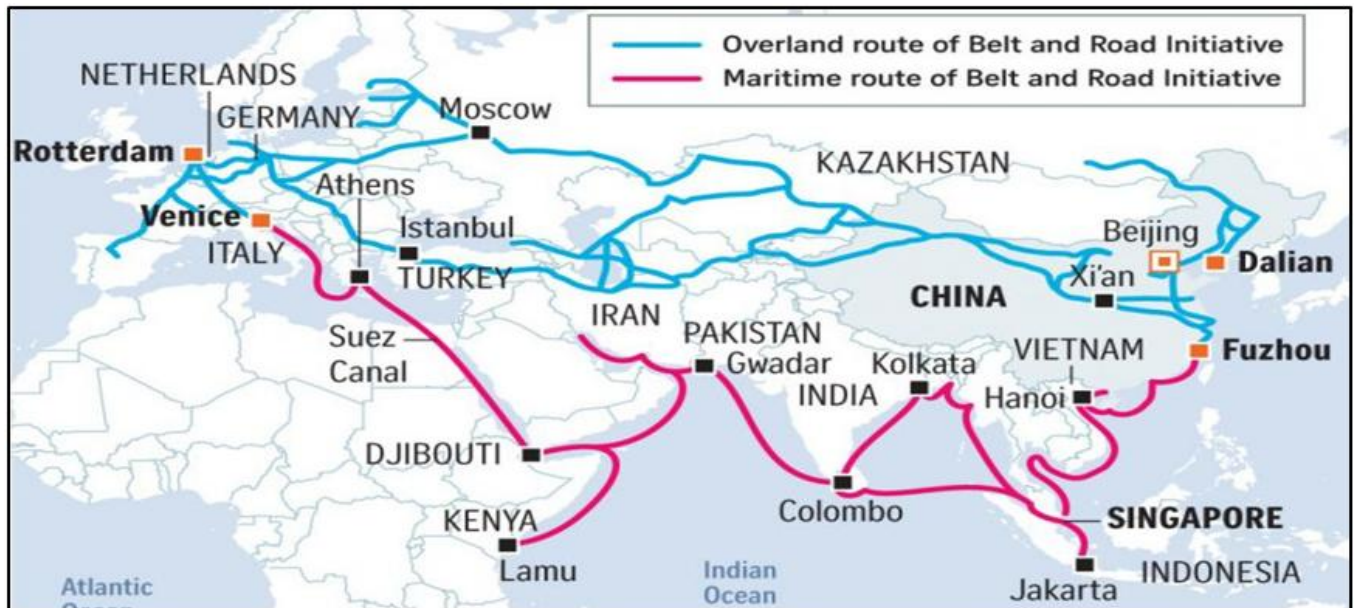 Overland route of Belt and Road Initiative
Maritime route of Belt and Road Initiative
NETHERLANDS
GERMANY
Moscow
Rotterdam
KAZAKHSTAN
Athens
Venice
Istanbul
Beijing
ITALY
TURKEY
Xi'an
Dalian
CHINA
IRAN
PAKISTAN
Suez
Canal
Gwadar
Kolkata
VIETNAM
Fuzhou
INDIA
Hanoi
DJIBOUTI
Colombo
SINGAPORE
KENYA
Lamu
Indian
Ocean
Jakarta
INDONESIA
Atlantic
Ocean